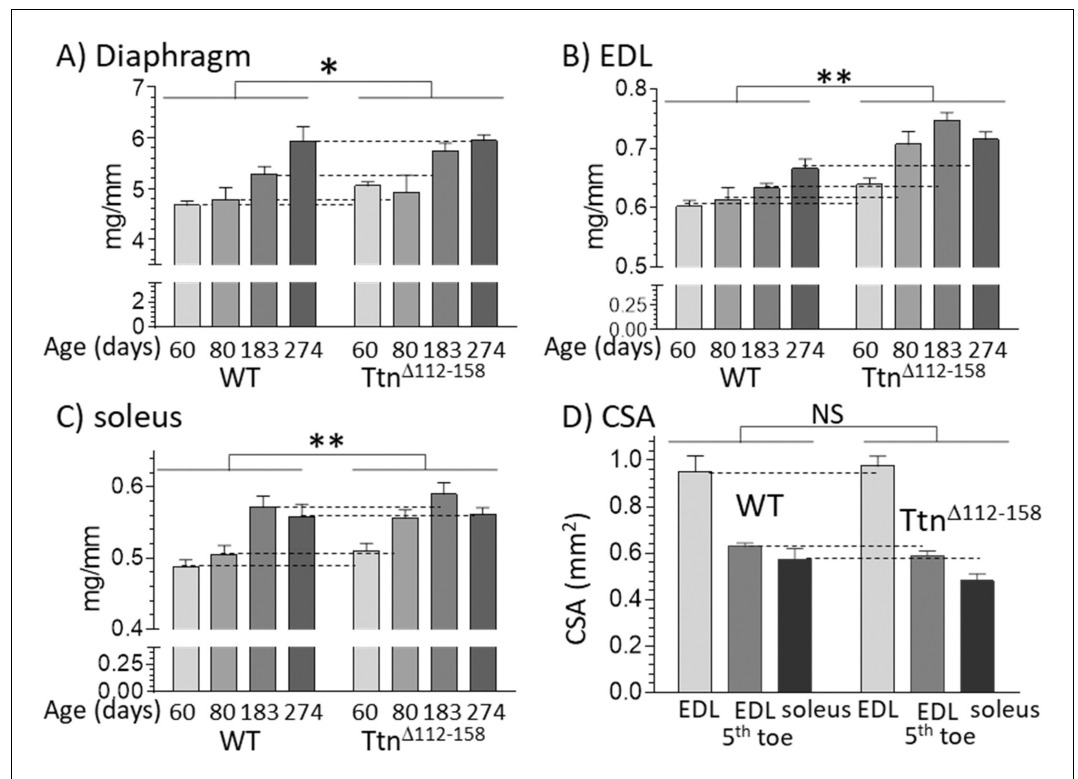 A) Diaphragm
*
7
6
5
4
2
0
mg/mm
Age (days) 60 80 183 274 60 80 183 274
WT Ttn^Δ112-158
B) EDL
**
0.8
0.7
0.6
0.5
0.25
0.00
mg/mm
Age (days) 60 80 183 274 60 80 183 274
WT Ttn^Δ112-158
C) soleus
**
0.6
0.5
0.4
0.25
0.00
mg/mm
Age (days) 60 80 183 274 60 80 183 274
WT Ttn^Δ112-158
D) CSA
NS
1.0
0.8
0.6
0.4
0.2
0.0
CSA (mm²)
WT
Ttn^Δ112-158
EDL EDL soleus EDL EDL soleus
5th toe 5th toe